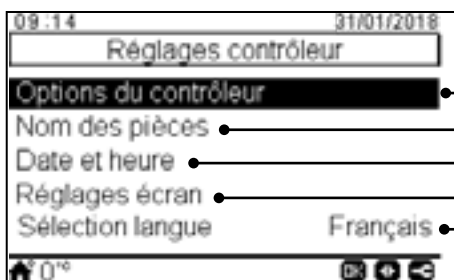 09:14 31/01/2018
Réglages contrôleur
Options du contrôleur
Nom des pièces
Date et heure
Réglages écran
Sélection langue Français
0°c
OK